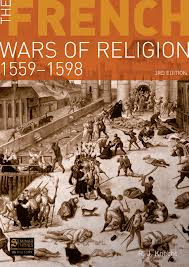 THE
FRENCH
WARS OF RELIGION
1559–1598
3RD EDITION
R. J. Knecht